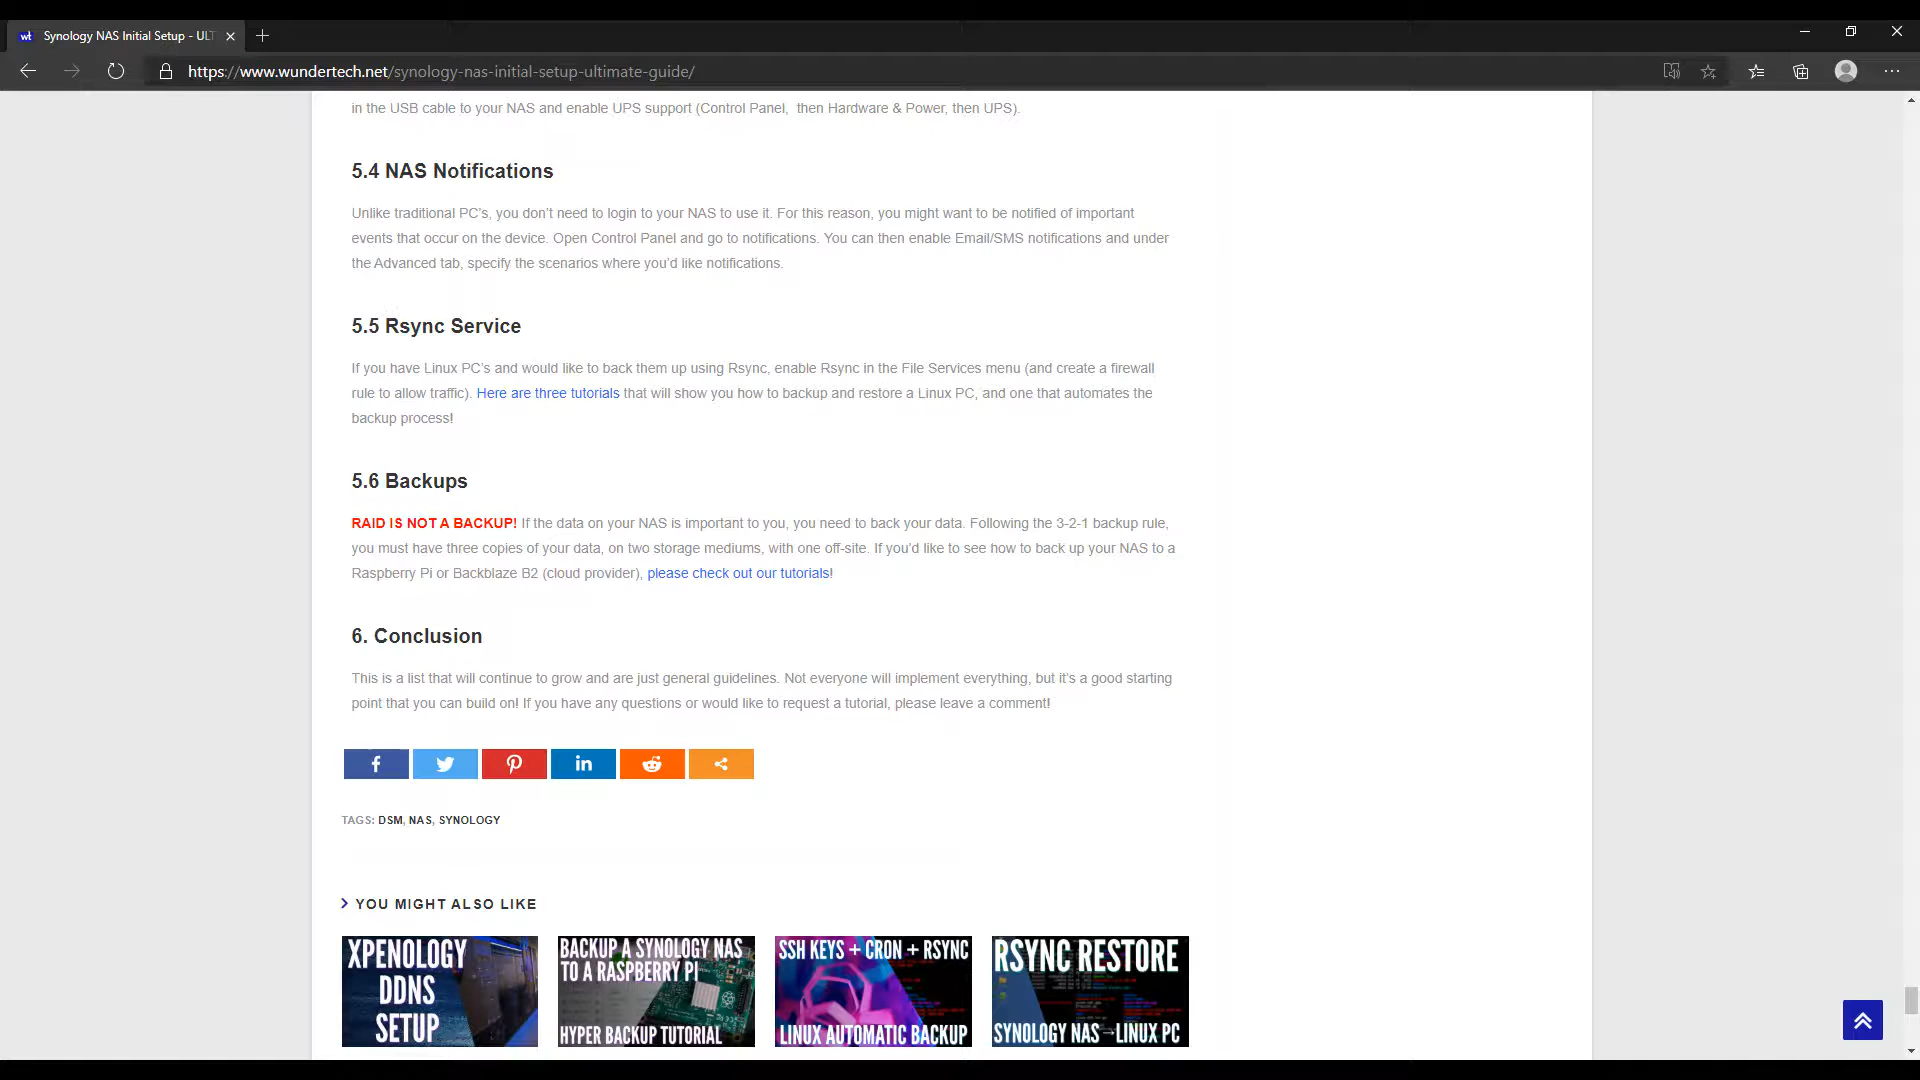 wt Synology NAS Initial Setup - ULT
https://www.wundertech.net/synology-nas-initial-setup-ultimate-guide/
in the USB cable to your NAS and enable UPS support (Control Panel,  then Hardware & Power, then UPS).
5.4 NAS Notifications
Unlike traditional PC’s, you don’t need to login to your NAS to use it. For this reason, you might want to be notified of important
events that occur on the device. Open Control Panel and go to notifications. You can then enable Email/SMS notifications and under
the Advanced tab, specify the scenarios where you’d like notifications.
5.5 Rsync Service
If you have Linux PC’s and would like to back them up using Rsync, enable Rsync in the File Services menu (and create a firewall
rule to allow traffic). Here are three tutorials that will show you how to backup and restore a Linux PC, and one that automates the
backup process!
5.6 Backups
RAID IS NOT A BACKUP! If the data on your NAS is important to you, you need to back your data. Following the 3-2-1 backup rule,
you must have three copies of your data, on two storage mediums, with one off-site. If you’d like to see how to back up your NAS to a
Raspberry Pi or Backblaze B2 (cloud provider), please check out our tutorials!
6. Conclusion
This is a list that will continue to grow and are just general guidelines. Not everyone will implement everything, but it’s a good starting
point that you can build on! If you have any questions or would like to request a tutorial, please leave a comment!
TAGS: DSM, NAS, SYNOLOGY
YOU MIGHT ALSO LIKE
XPENOLOGY
DDNS
SETUP
BACKUP A SYNOLOGY NAS
TO A RASPBERRY PI
HYPER BACKUP TUTORIAL
SSH KEYS + CRON + RSYNC
LINUX AUTOMATIC BACKUP
RSYNC RESTORE
SYNOLOGY NAS→LINUX PC